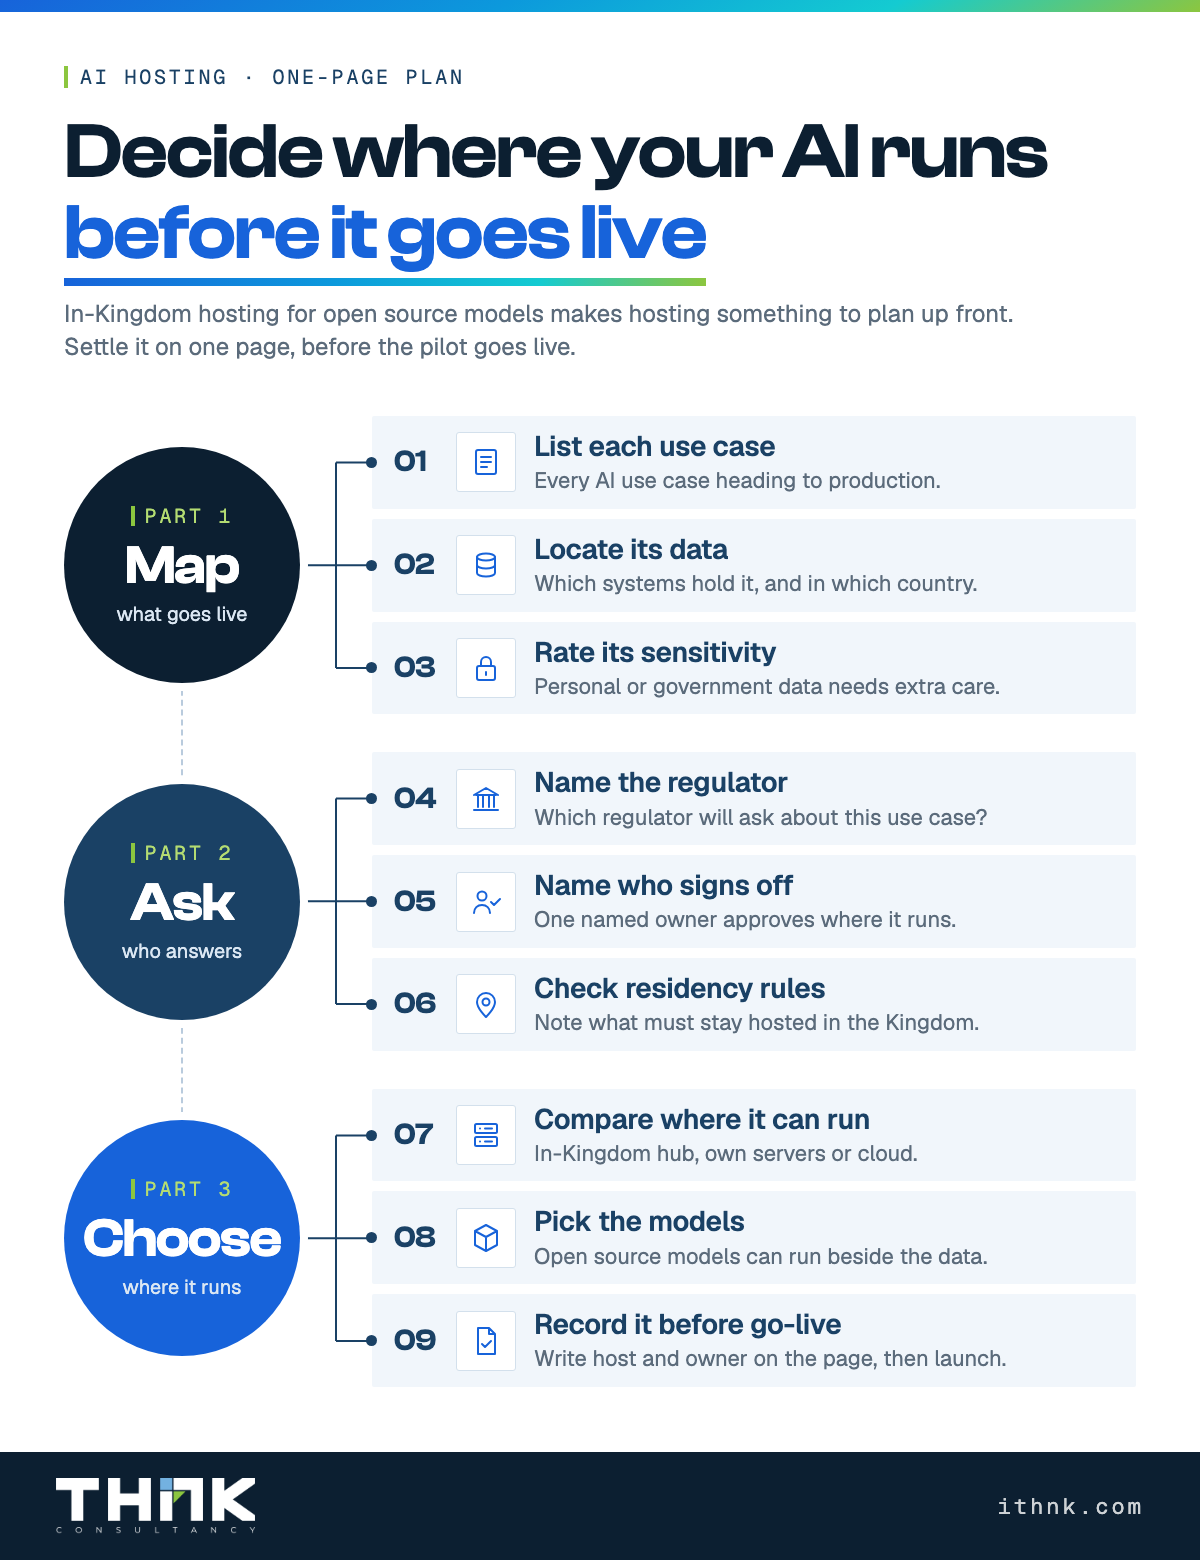 AI HOSTING · ONE-PAGE PLAN
Decide where your AI runs
before it goes live
In-Kingdom hosting for open source models makes hosting something to plan up front.
Settle it on one page, before the pilot goes live.
PART 1
Map
what goes live
01
List each use case
Every AI use case heading to production.
02
Locate its data
Which systems hold it, and in which country.
03
Rate its sensitivity
Personal or government data needs extra care.
PART 2
Ask
who answers
04
Name the regulator
Which regulator will ask about this use case?
05
Name who signs off
One named owner approves where it runs.
06
Check residency rules
Note what must stay hosted in the Kingdom.
PART 3
Choose
where it runs
07
Compare where it can run
In-Kingdom hub, own servers or cloud.
08
Pick the models
Open source models can run beside the data.
09
Record it before go-live
Write host and owner on the page, then launch.
THiNK
CONSULTANCY
ithnk.com